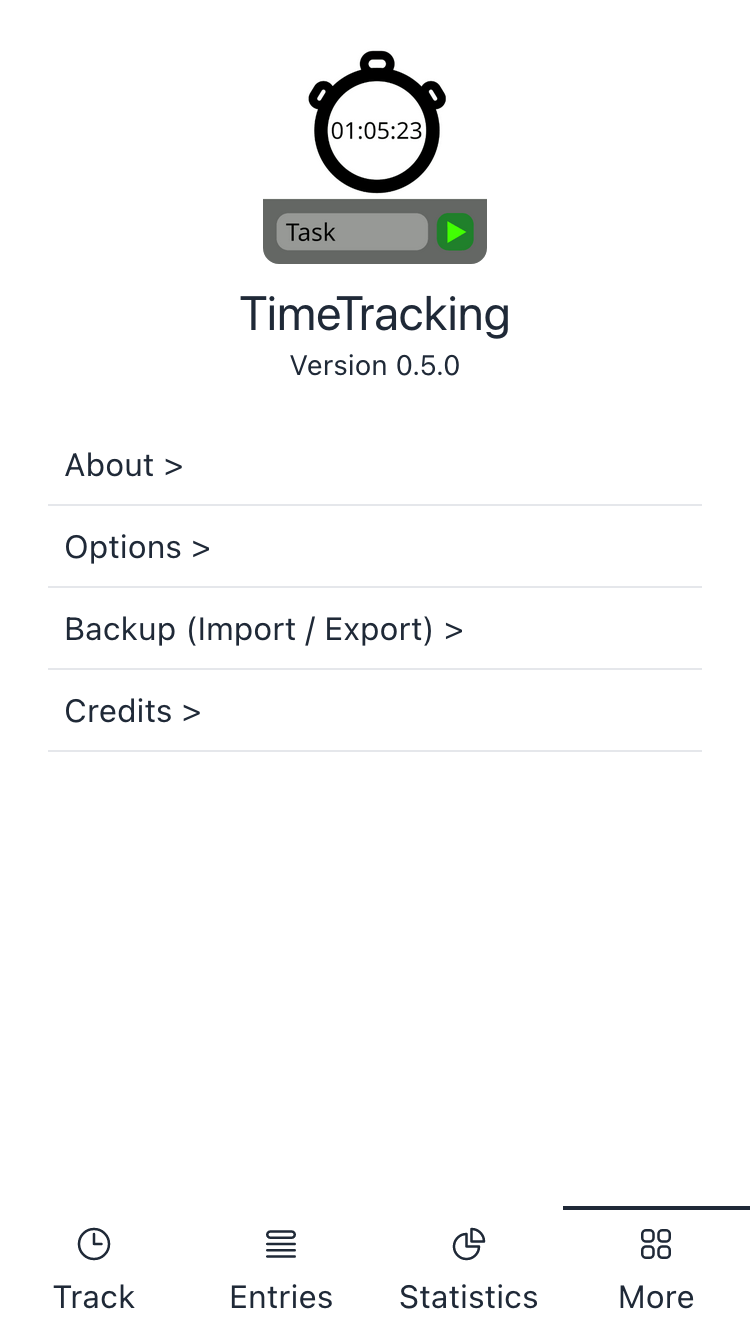 01:05:23
Task
TimeTracking
Version 0.5.0
About >
Options >
Backup (Import / Export) >
Credits >
Track
Entries
Statistics
More